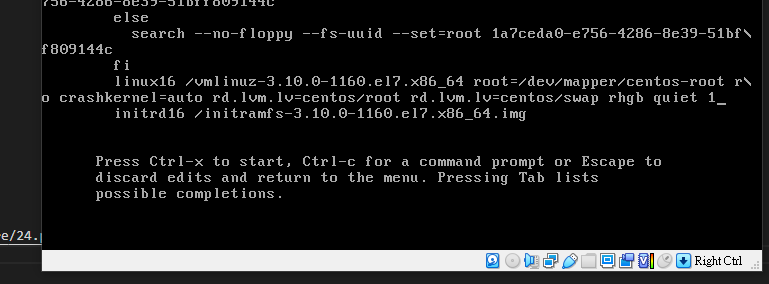 756-4286-8e39-51bff809144c
else
search --no-floppy --fs-uuid --set=root 1a7ceda0-e756-4286-8e39-51bf\
f809144c
fi
linux16 /vmlinuz-3.10.0-1160.el7.x86_64 root=/dev/mapper/centos-root r\
o crashkernel=auto rd.lvm.lv=centos/root rd.lvm.lv=centos/swap rhgb quiet 1_
initrd16 /initramfs-3.10.0-1160.el7.x86_64.img
Press Ctrl-x to start, Ctrl-c for a command prompt or Escape to
discard edits and return to the menu. Pressing Tab lists
possible completions.
e/24.
Right Ctrl